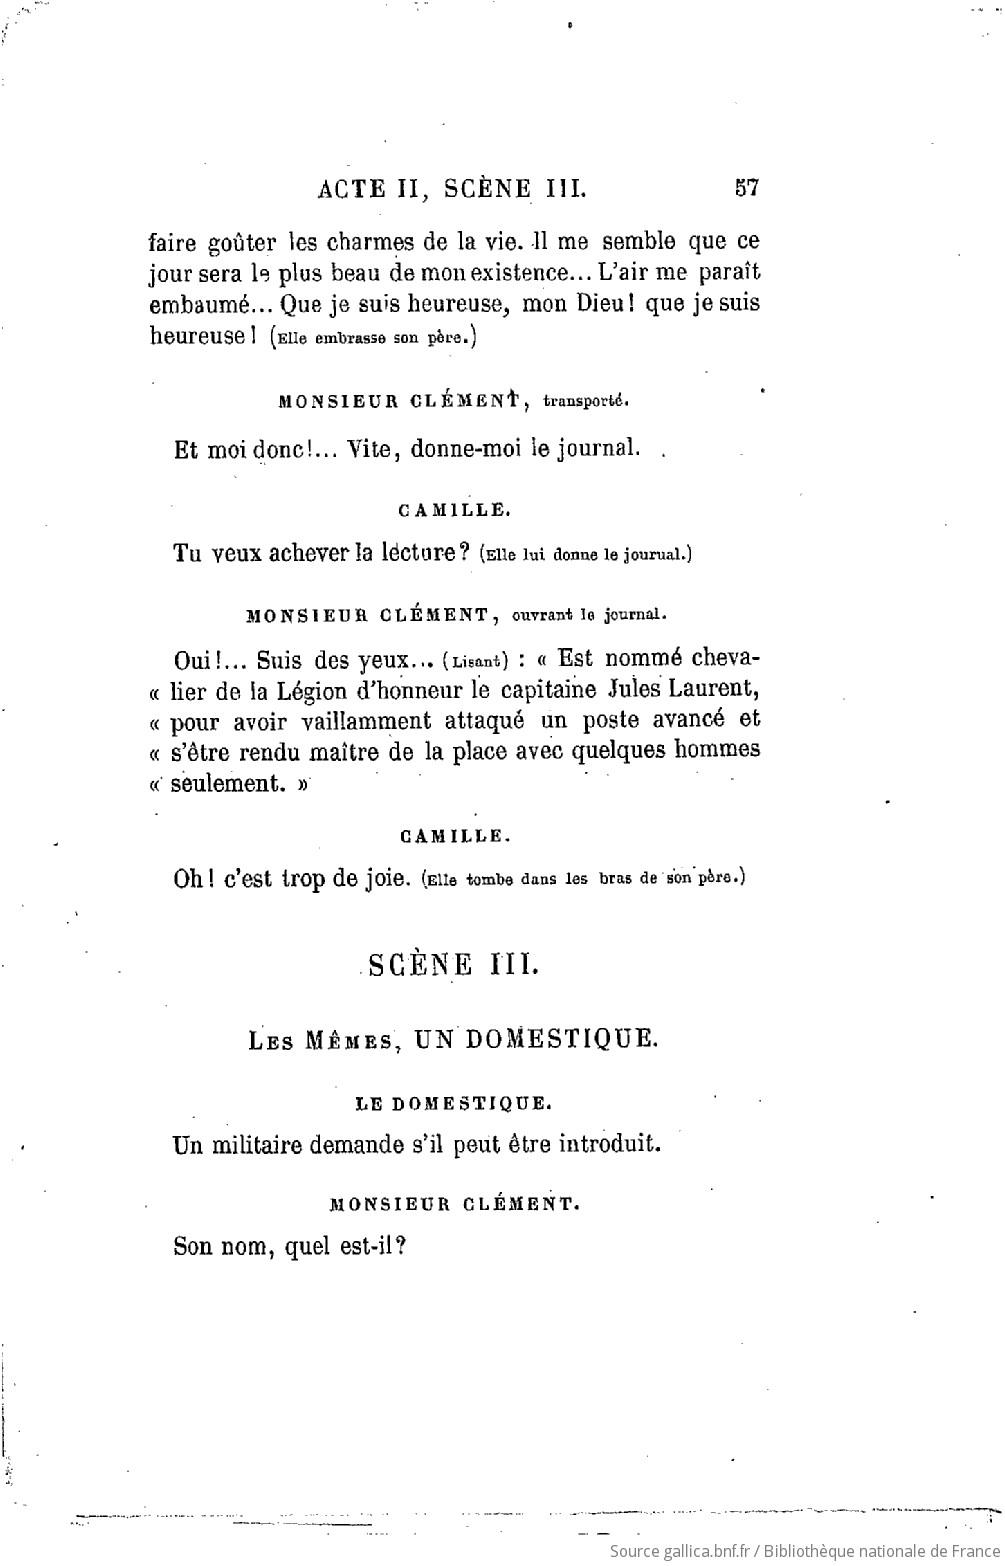 ACTE II, SCÈNE III. 57
faire goûter les charmes de la vie. Il me semble que ce
jour sera le plus beau de mon existence... L'air me paraît
embaumé... Que je suis heureuse, mon Dieu! que je suis
heureuse! (Elle embrasse son père.)
MONSIEUR CLÉMENT, transporté.
Et moi donc!... Vite, donne-moi le journal.
CAMILLE.
Tu veux achever la lecture? (Elle lui donne le journal.)
MONSIEUR CLÉMENT, ouvrant le journal.
Oui!... Suis des yeux... (Lisant) : « Est nommé cheva-
« lier de la Légion d'honneur le capitaine Jules Laurent,
« pour avoir vaillamment attaqué un poste avancé et
« s'être rendu maître de la place avec quelques hommes
« seulement. »
CAMILLE.
Oh! c'est trop de joie. (Elle tombe dans les bras de son père.)
SCÈNE III.
LES MÊMES, UN DOMESTIQUE.
LE DOMESTIQUE.
Un militaire demande s'il peut être introduit.
MONSIEUR CLÉMENT.
Son nom, quel est-il?
Source gallica.bnf.fr / Bibliothèque nationale de France